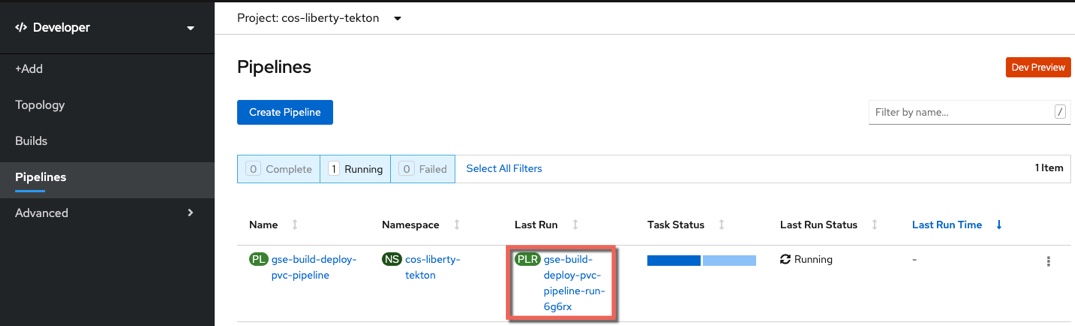 </> Developer
Project: cos-liberty-tekton
+Add
Topology
Builds
Pipelines
Advanced
Pipelines
Dev Preview
Create Pipeline
Filter by name...
/
0 Complete
1 Running
0 Failed
Select All Filters
1 Item
Name
Namespace
Last Run
Task Status
Last Run Status
Last Run Time
PL gse-build-deploy-
pvc-pipeline
NS cos-liberty-
tekton
PLR gse-build-
deploy-pvc-
pipeline-run-
6g6rx
Running
-